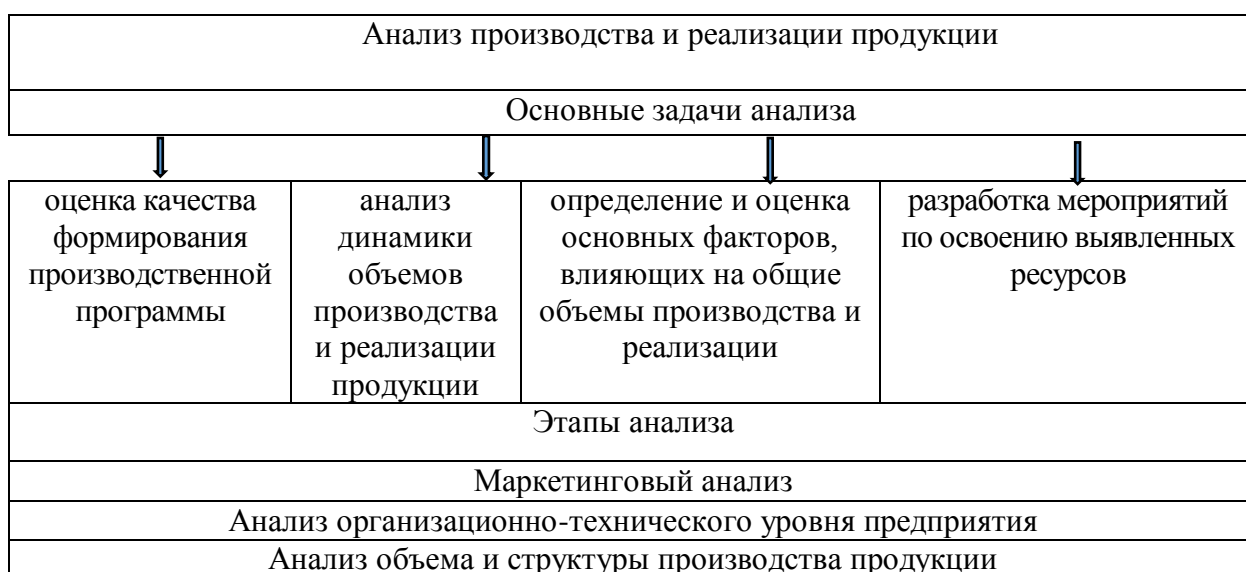 Анализ производства и реализации продукции
Основные задачи анализа
оценка качества
формирования
производственной
программы
анализ
динамики
объемов
производства
и реализации
продукции
определение и оценка
основных факторов,
влияющих на общие
объемы производства и
реализации
разработка мероприятий
по освоению выявленных
ресурсов
Этапы анализа
Маркетинговый анализ
Анализ организационно-технического уровня предприятия
Анализ объема и структуры производства продукции